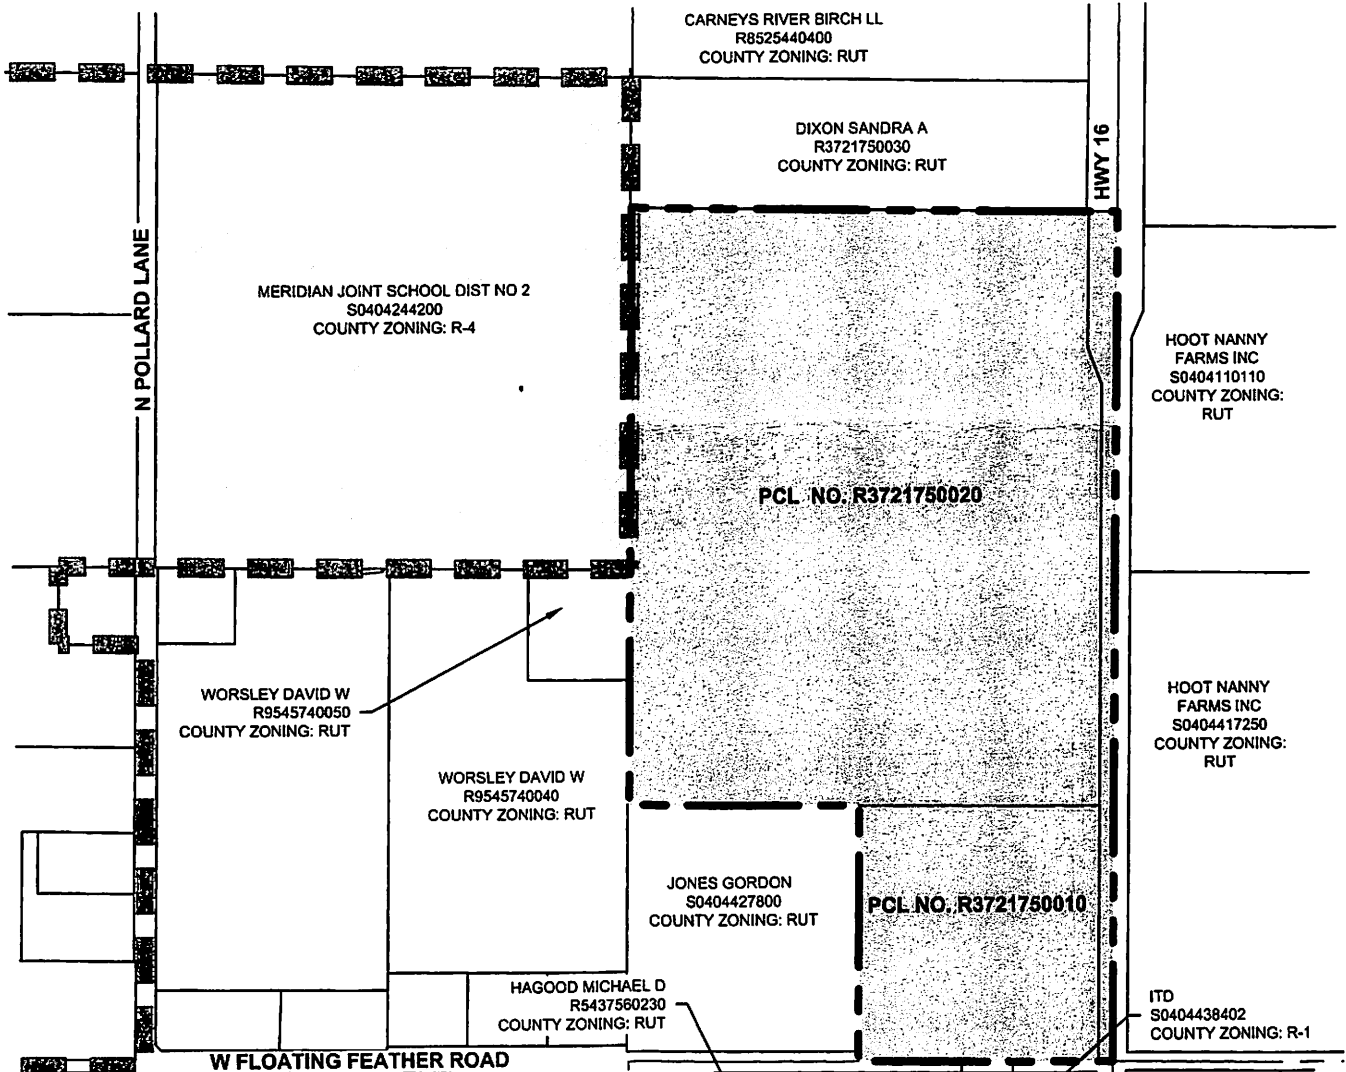 CARNEYS RIVER BIRCH LL
R8525440400
COUNTY ZONING: RUT
DIXON SANDRA A
R3721750030
COUNTY ZONING: RUT
HWY 16
N POLLARD LANE
MERIDIAN JOINT SCHOOL DIST NO 2
S0404244200
COUNTY ZONING: R-4
HOOT NANNY
FARMS INC
S0404110110
COUNTY ZONING:
RUT
PCL NO. R3721750020
WORSLEY DAVID W
R9545740050
COUNTY ZONING: RUT
HOOT NANNY
FARMS INC
S0404417250
COUNTY ZONING:
RUT
WORSLEY DAVID W
R9545740040
COUNTY ZONING: RUT
JONES GORDON
S0404427800
COUNTY ZONING: RUT
PCL NO. R3721750010
HAGOOD MICHAEL D
R5437560230
COUNTY ZONING: RUT
ITD
S0404438402
COUNTY ZONING: R-1
W FLOATING FEATHER ROAD